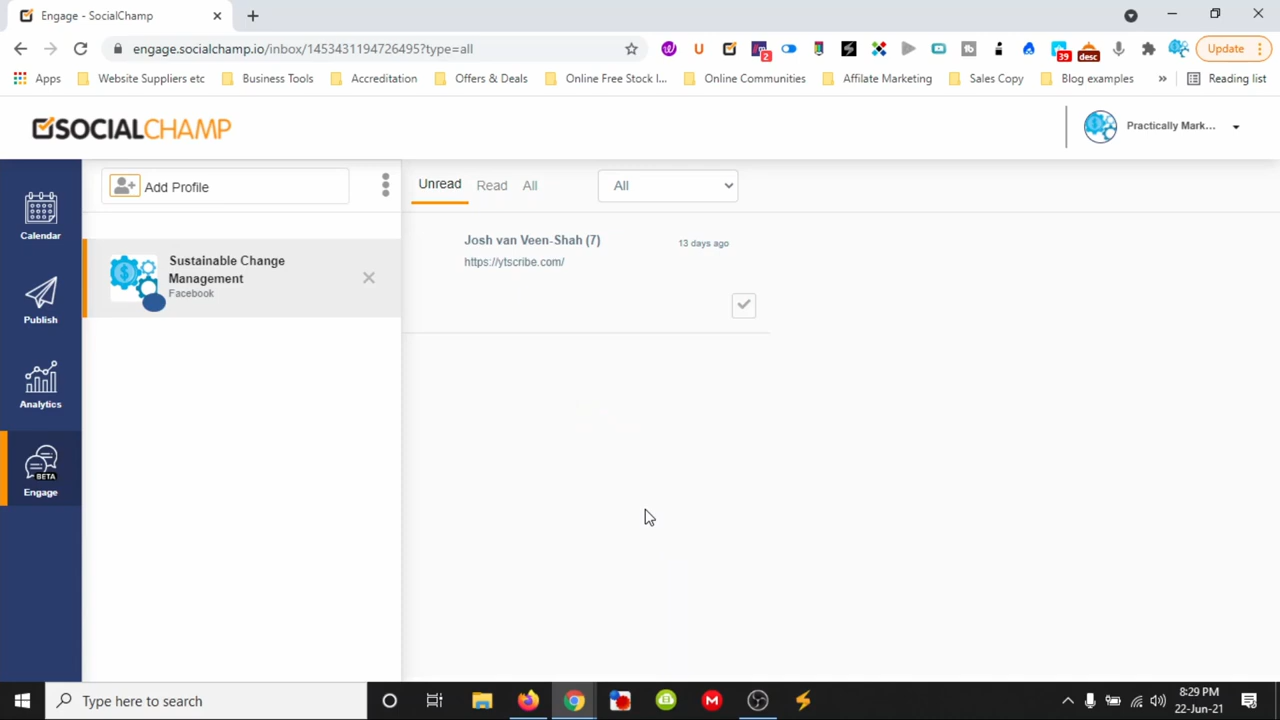 Engage - SocialChamp
engage.socialchamp.io/inbox/1453431194726495?type=all
2
39
desc
Update
Apps
Website Suppliers etc
Business Tools
Accreditation
Offers & Deals
Online Free Stock I...
Online Communities
Affilate Marketing
Sales Copy
Blog examples
»
Reading list
SOCIALCHAMP
Practically Mark...
Calendar
Publish
Analytics
BETA
Engage
Add Profile
Sustainable Change
Management
Facebook
Unread
Read
All
All
Josh van Veen-Shah (7)
13 days ago
https://ytscribe.com/
Type here to search
8:29 PM
22-Jun-21